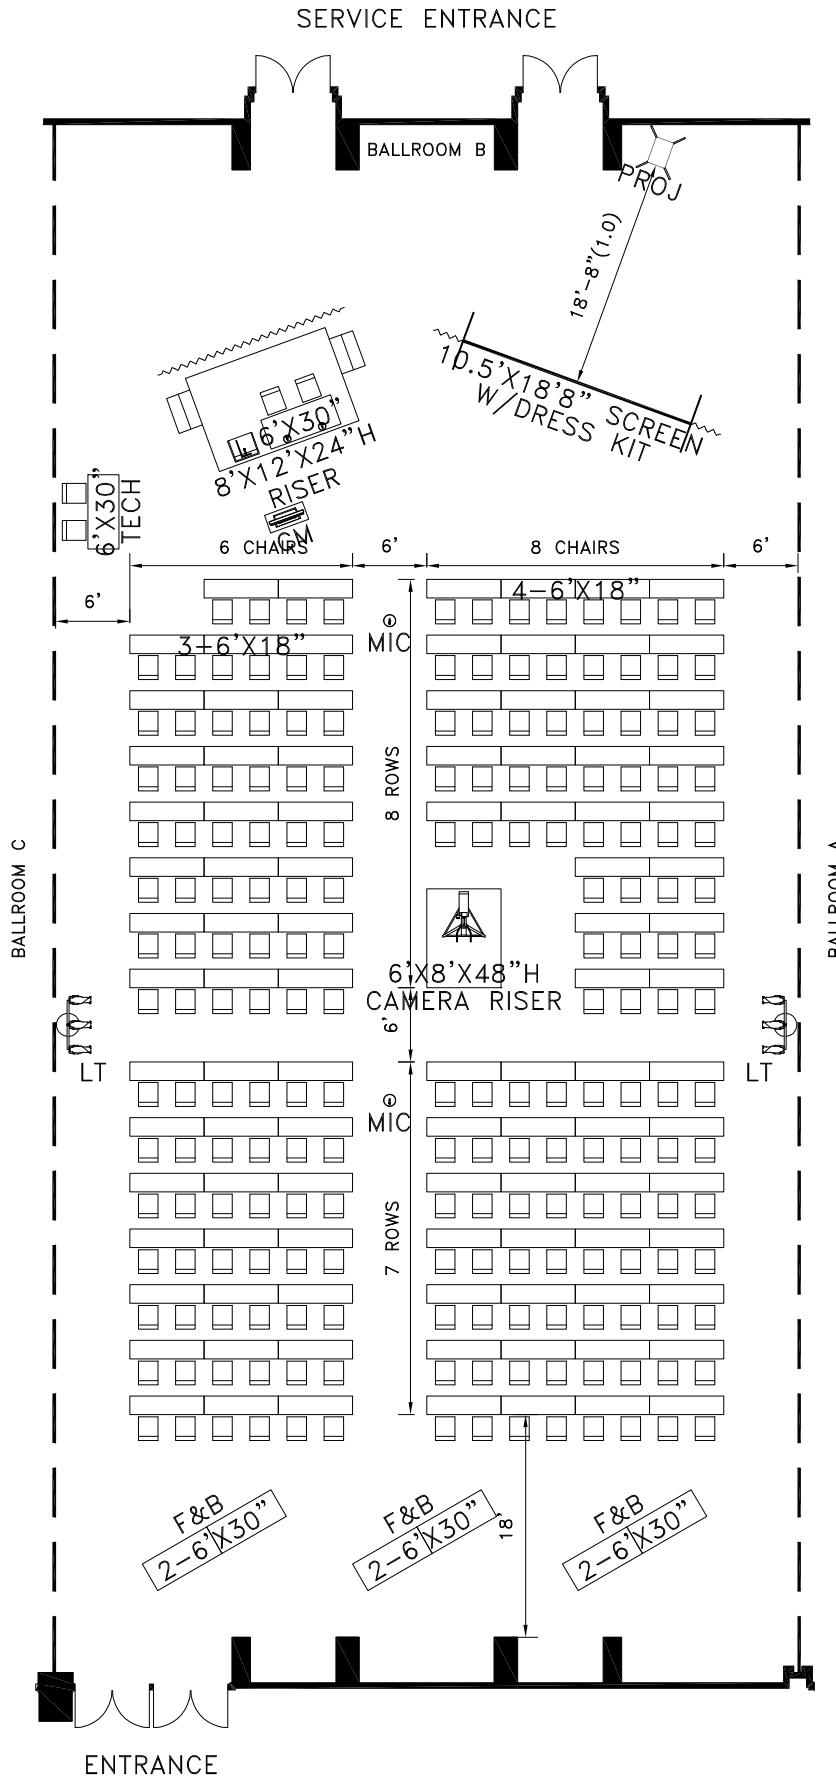 SERVICE ENTRANCE
BALLROOM B
PROJ
18'-8"(1.0)
10.5'X18'8" SCREEN
W/DRESS KIT
6'X30"
8'X12'X24"H
RISER
6'X30"
TECH
CM
6 CHAIRS
6'
8 CHAIRS
6'
6'
4-6'X18"
MIC
3-6'X18"
8 ROWS
BALLROOM C
BALLROOM A
6'X8'X48"H
CAMERA RISER
6'
LT
LT
MIC
7 ROWS
F&B
2-6'X30"
F&B
2-6'X30"
18'
F&B
2-6'X30"
ENTRANCE